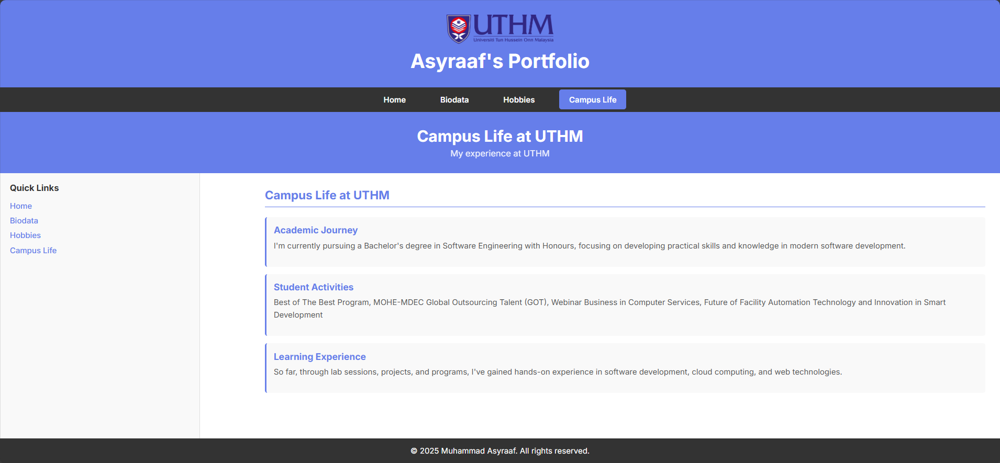 UTHM
Universiti Tun Hussein Onn Malaysia
Asyraaf's Portfolio
Home
Biodata
Hobbies
Campus Life
Campus Life at UTHM
My experience at UTHM
Quick Links
Home
Biodata
Hobbies
Campus Life
Campus Life at UTHM
Academic Journey
I'm currently pursuing a Bachelor's degree in Software Engineering with Honours, focusing on developing practical skills and knowledge in modern software development.
Student Activities
Best of The Best Program, MOHE-MDEC Global Outsourcing Talent (GOT), Webinar Business in Computer Services, Future of Facility Automation Technology and Innovation in Smart
Development
Learning Experience
So far, through lab sessions, projects, and programs, I've gained hands-on experience in software development, cloud computing, and web technologies.
© 2025 Muhammad Asyraaf. All rights reserved.